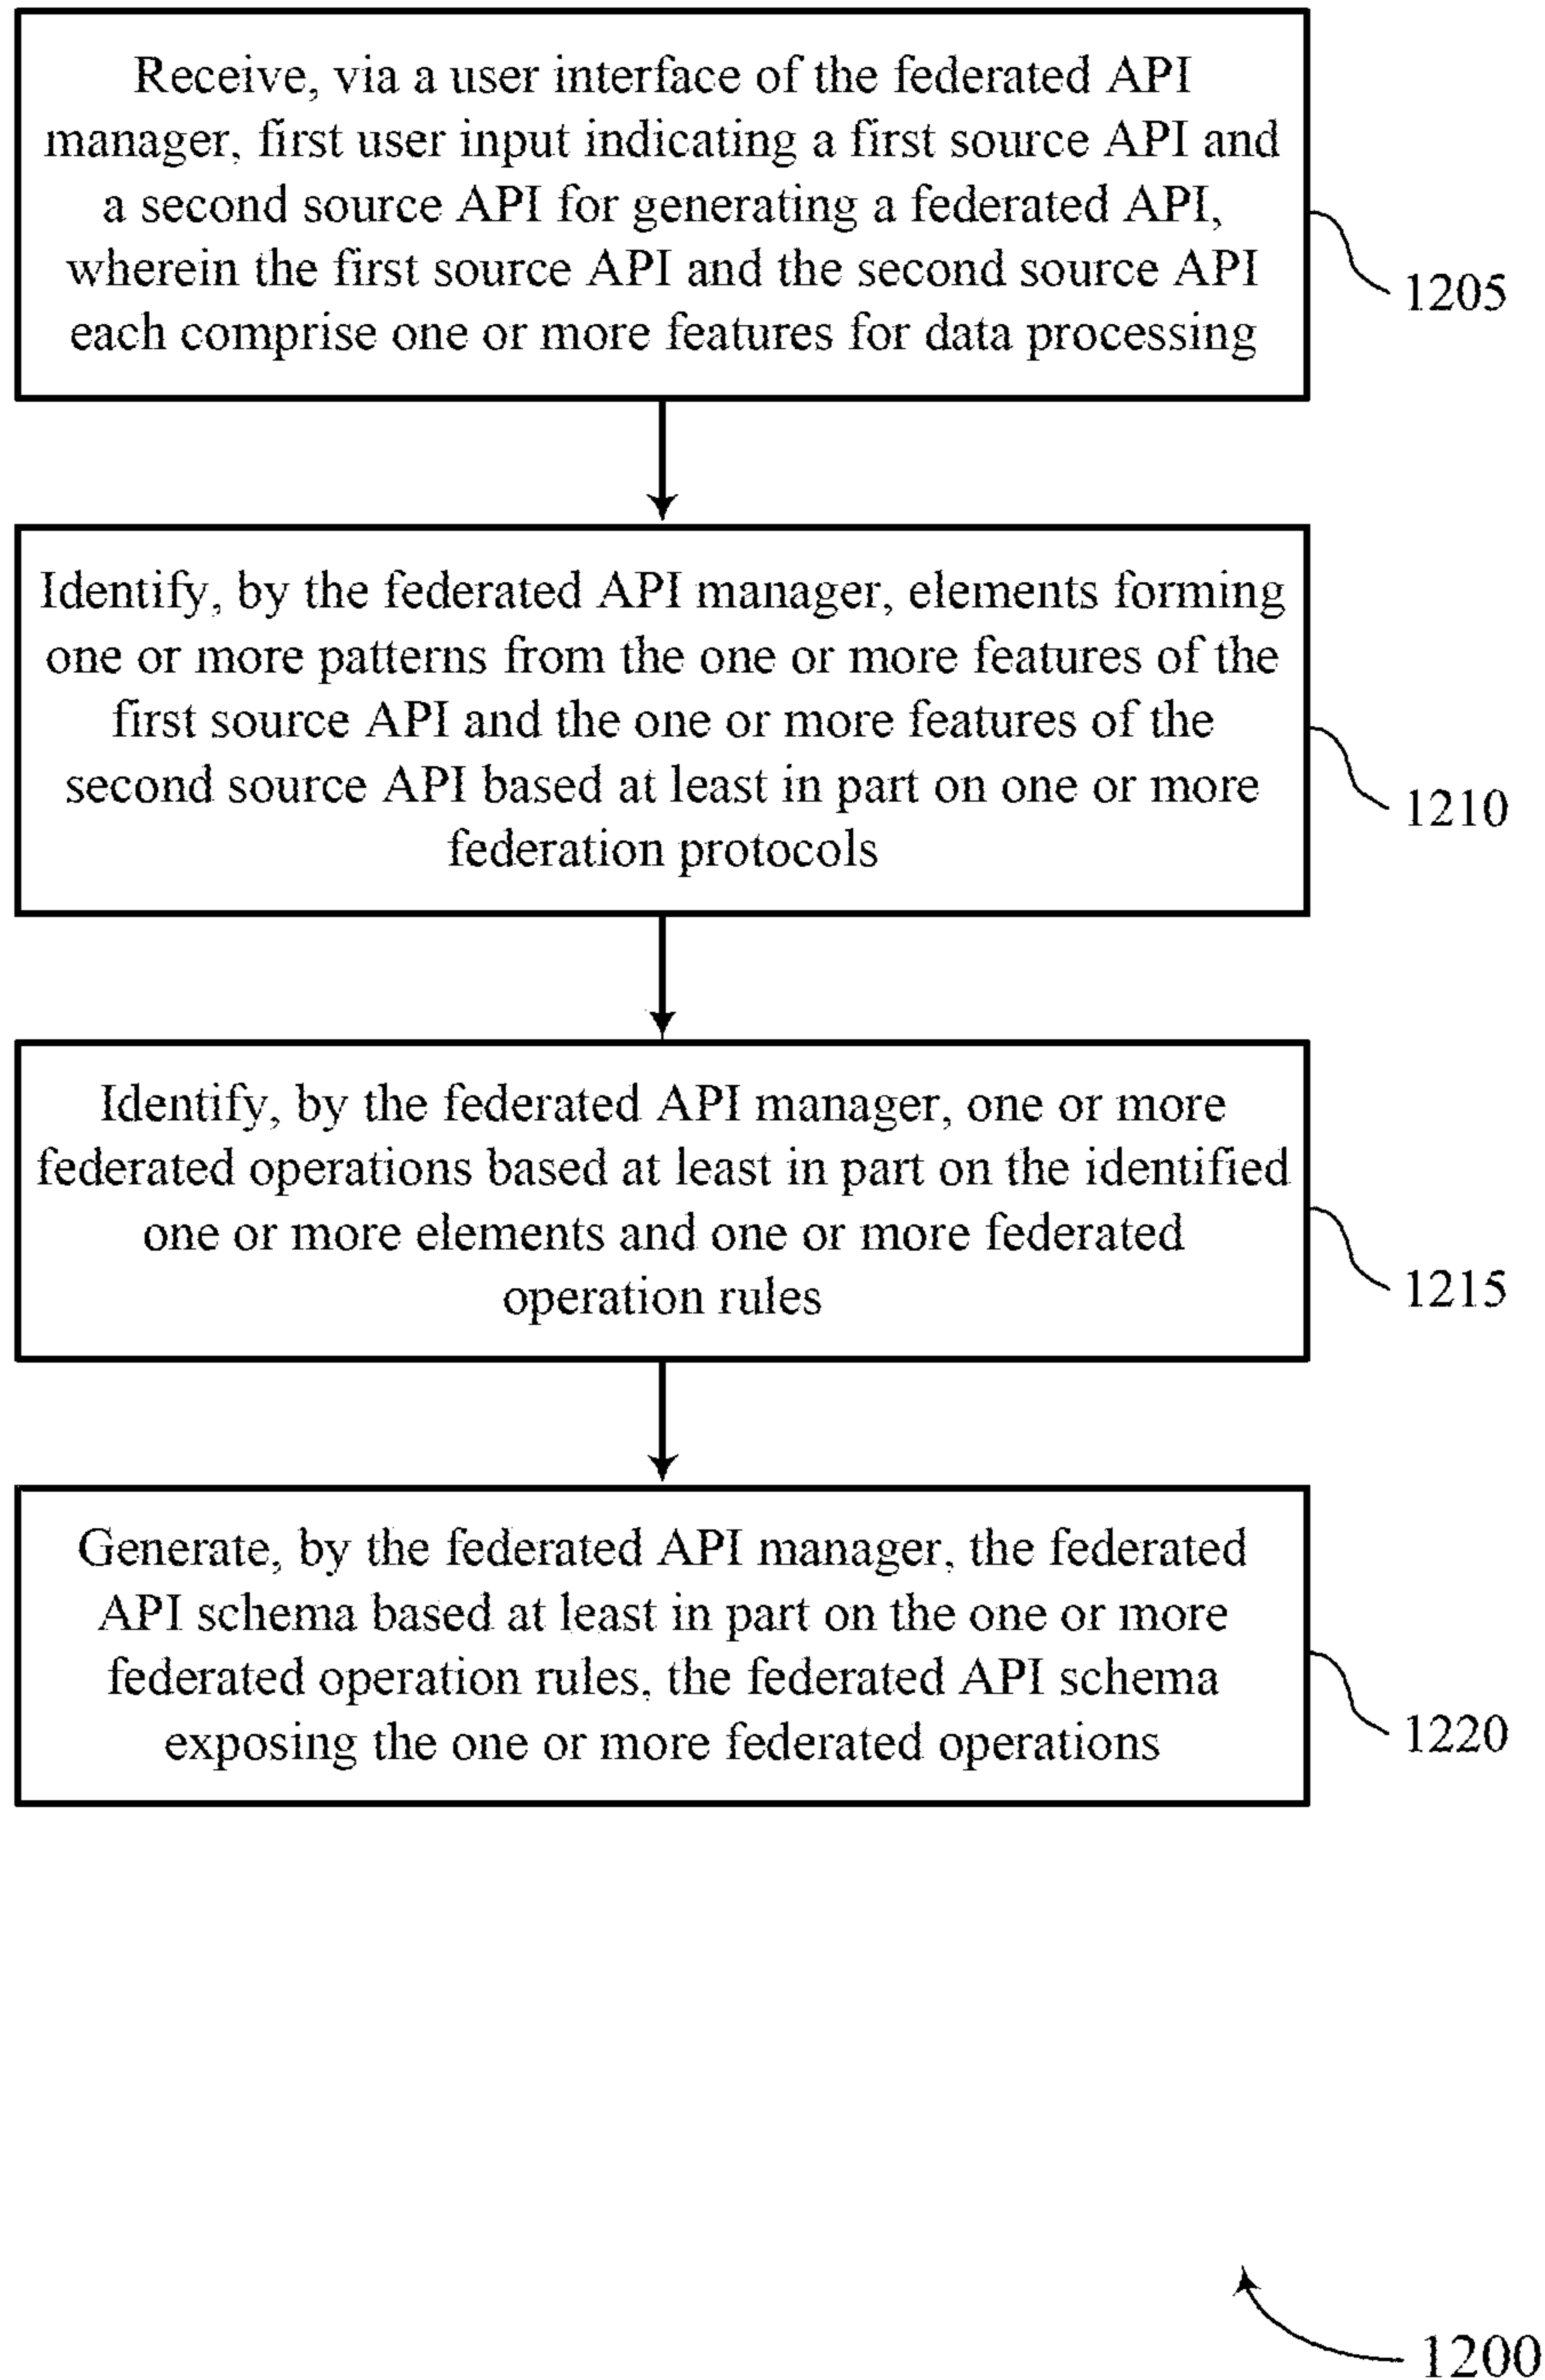 Receive, via a user interface of the federated API
manager, first user input indicating a first source API and
a second source API for generating a federated API,
wherein the first source API and the second source API
each comprise one or more features for data processing
1205
Identify, by the federated API manager, elements forming
one or more patterns from the one or more features of the
first source API and the one or more features of the
second source API based at least in part on one or more
federation protocols
1210
Identify, by the federated API manager, one or more
federated operations based at least in part on the identified
one or more elements and one or more federated
operation rules
1215
Generate, by the federated API manager, the federated
API schema based at least in part on the one or more
federated operation rules, the federated API schema
exposing the one or more federated operations
1220
1200